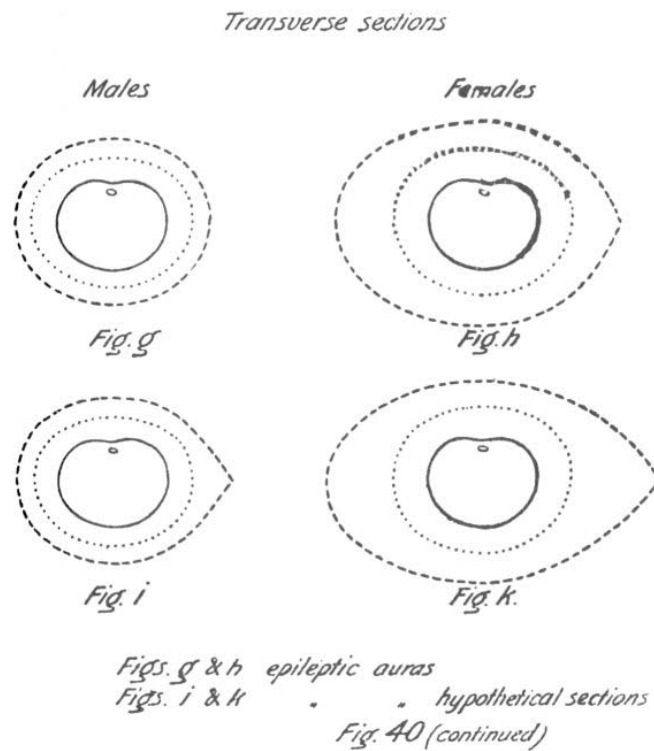 Transverse sections
Males
Females
Fig. g
Fig. h
Fig. i
Fig. k.
Figs. g & h epileptic auras
Figs. i & k " " hypothetical sections
Fig. 40 (continued)